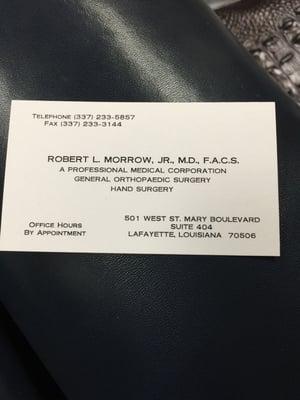 TELEPHONE (337) 233-5857
FAX (337) 233-3144
ROBERT L. MORROW, JR., M.D., F.A.C.S.
A PROFESSIONAL MEDICAL CORPORATION
GENERAL ORTHOPAEDIC SURGERY
HAND SURGERY
OFFICE HOURS
BY APPOINTMENT
501 WEST ST. MARY BOULEVARD
SUITE 404
LAFAYETTE, LOUISIANA 70506